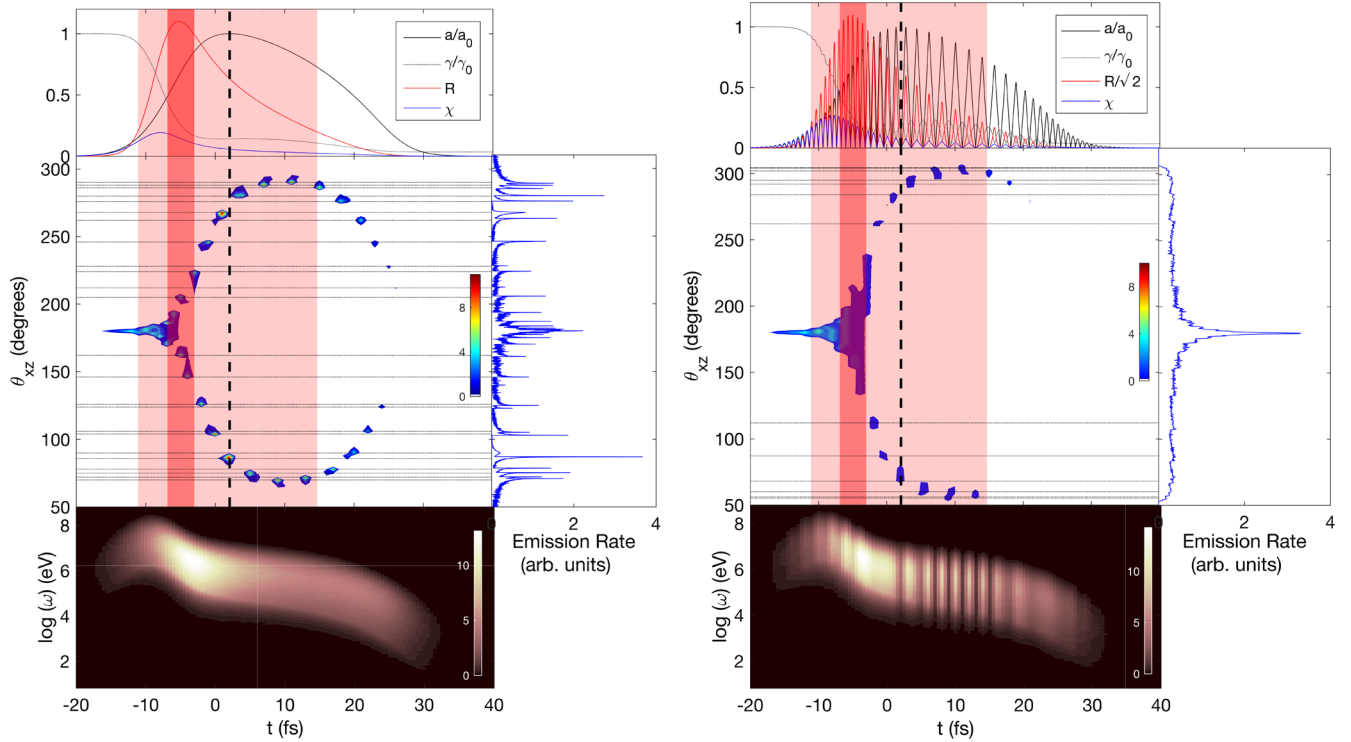 1
0.5
0
a/a₀
γ/γ₀
R
χ
300
250
200
150
100
50
θxz (degrees)
8
4
0
0 2 4
Emission Rate
(arb. units)
8
6
4
2
log (ω) (eV)
10
5
0
-20 -10 0 10 20 30 40
t (fs)
1
0.5
0
a/a₀
γ/γ₀
R/√2
χ
300
250
200
150
100
50
θxz (degrees)
8
4
0
0 2 4
Emission Rate
(arb. units)
8
6
4
2
log (ω) (eV)
10
5
0
-20 -10 0 10 20 30 40
t (fs)